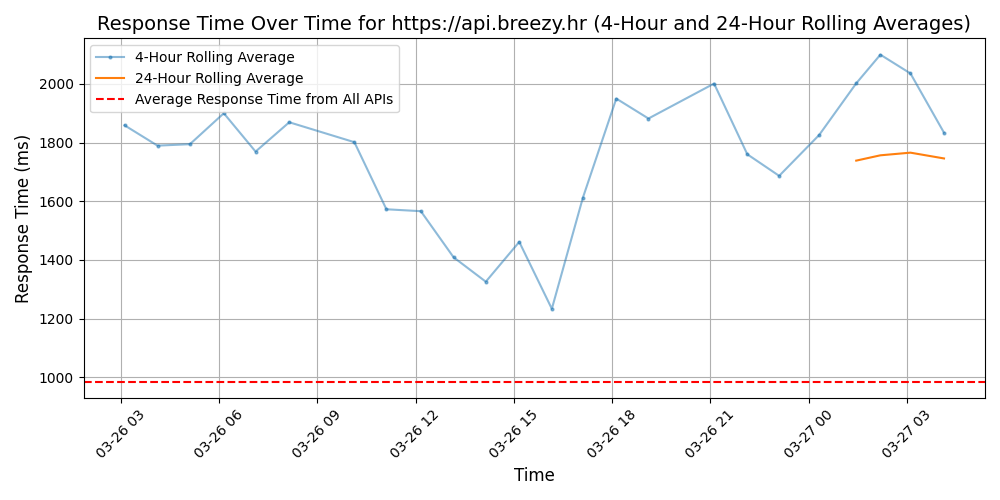 Response Time Over Time for https://api.breezy.hr (4-Hour and 24-Hour Rolling Averages)
4-Hour Rolling Average
24-Hour Rolling Average
Average Response Time from All APIs
Response Time (ms)
2000
1800
1600
1400
1200
1000
03-26 03
03-26 06
03-26 09
03-26 12
03-26 15
03-26 18
03-26 21
03-27 00
03-27 03
Time